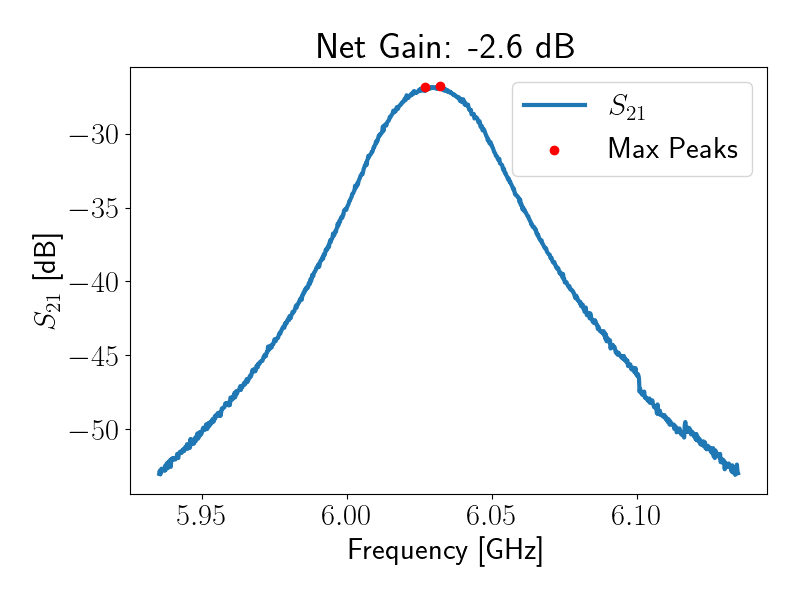 Net Gain: -2.6 dB
S₂₁
Max Peaks
−30
−35
−40
−45
−50
S₂₁ [dB]
5.95 6.00 6.05 6.10
Frequency [GHz]